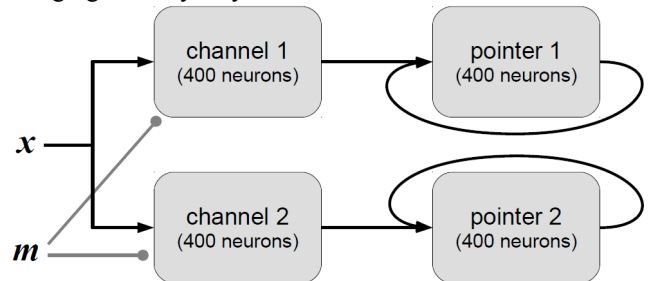 channel 1
(400 neurons)
pointer 1
(400 neurons)
x
channel 2
(400 neurons)
pointer 2
(400 neurons)
m